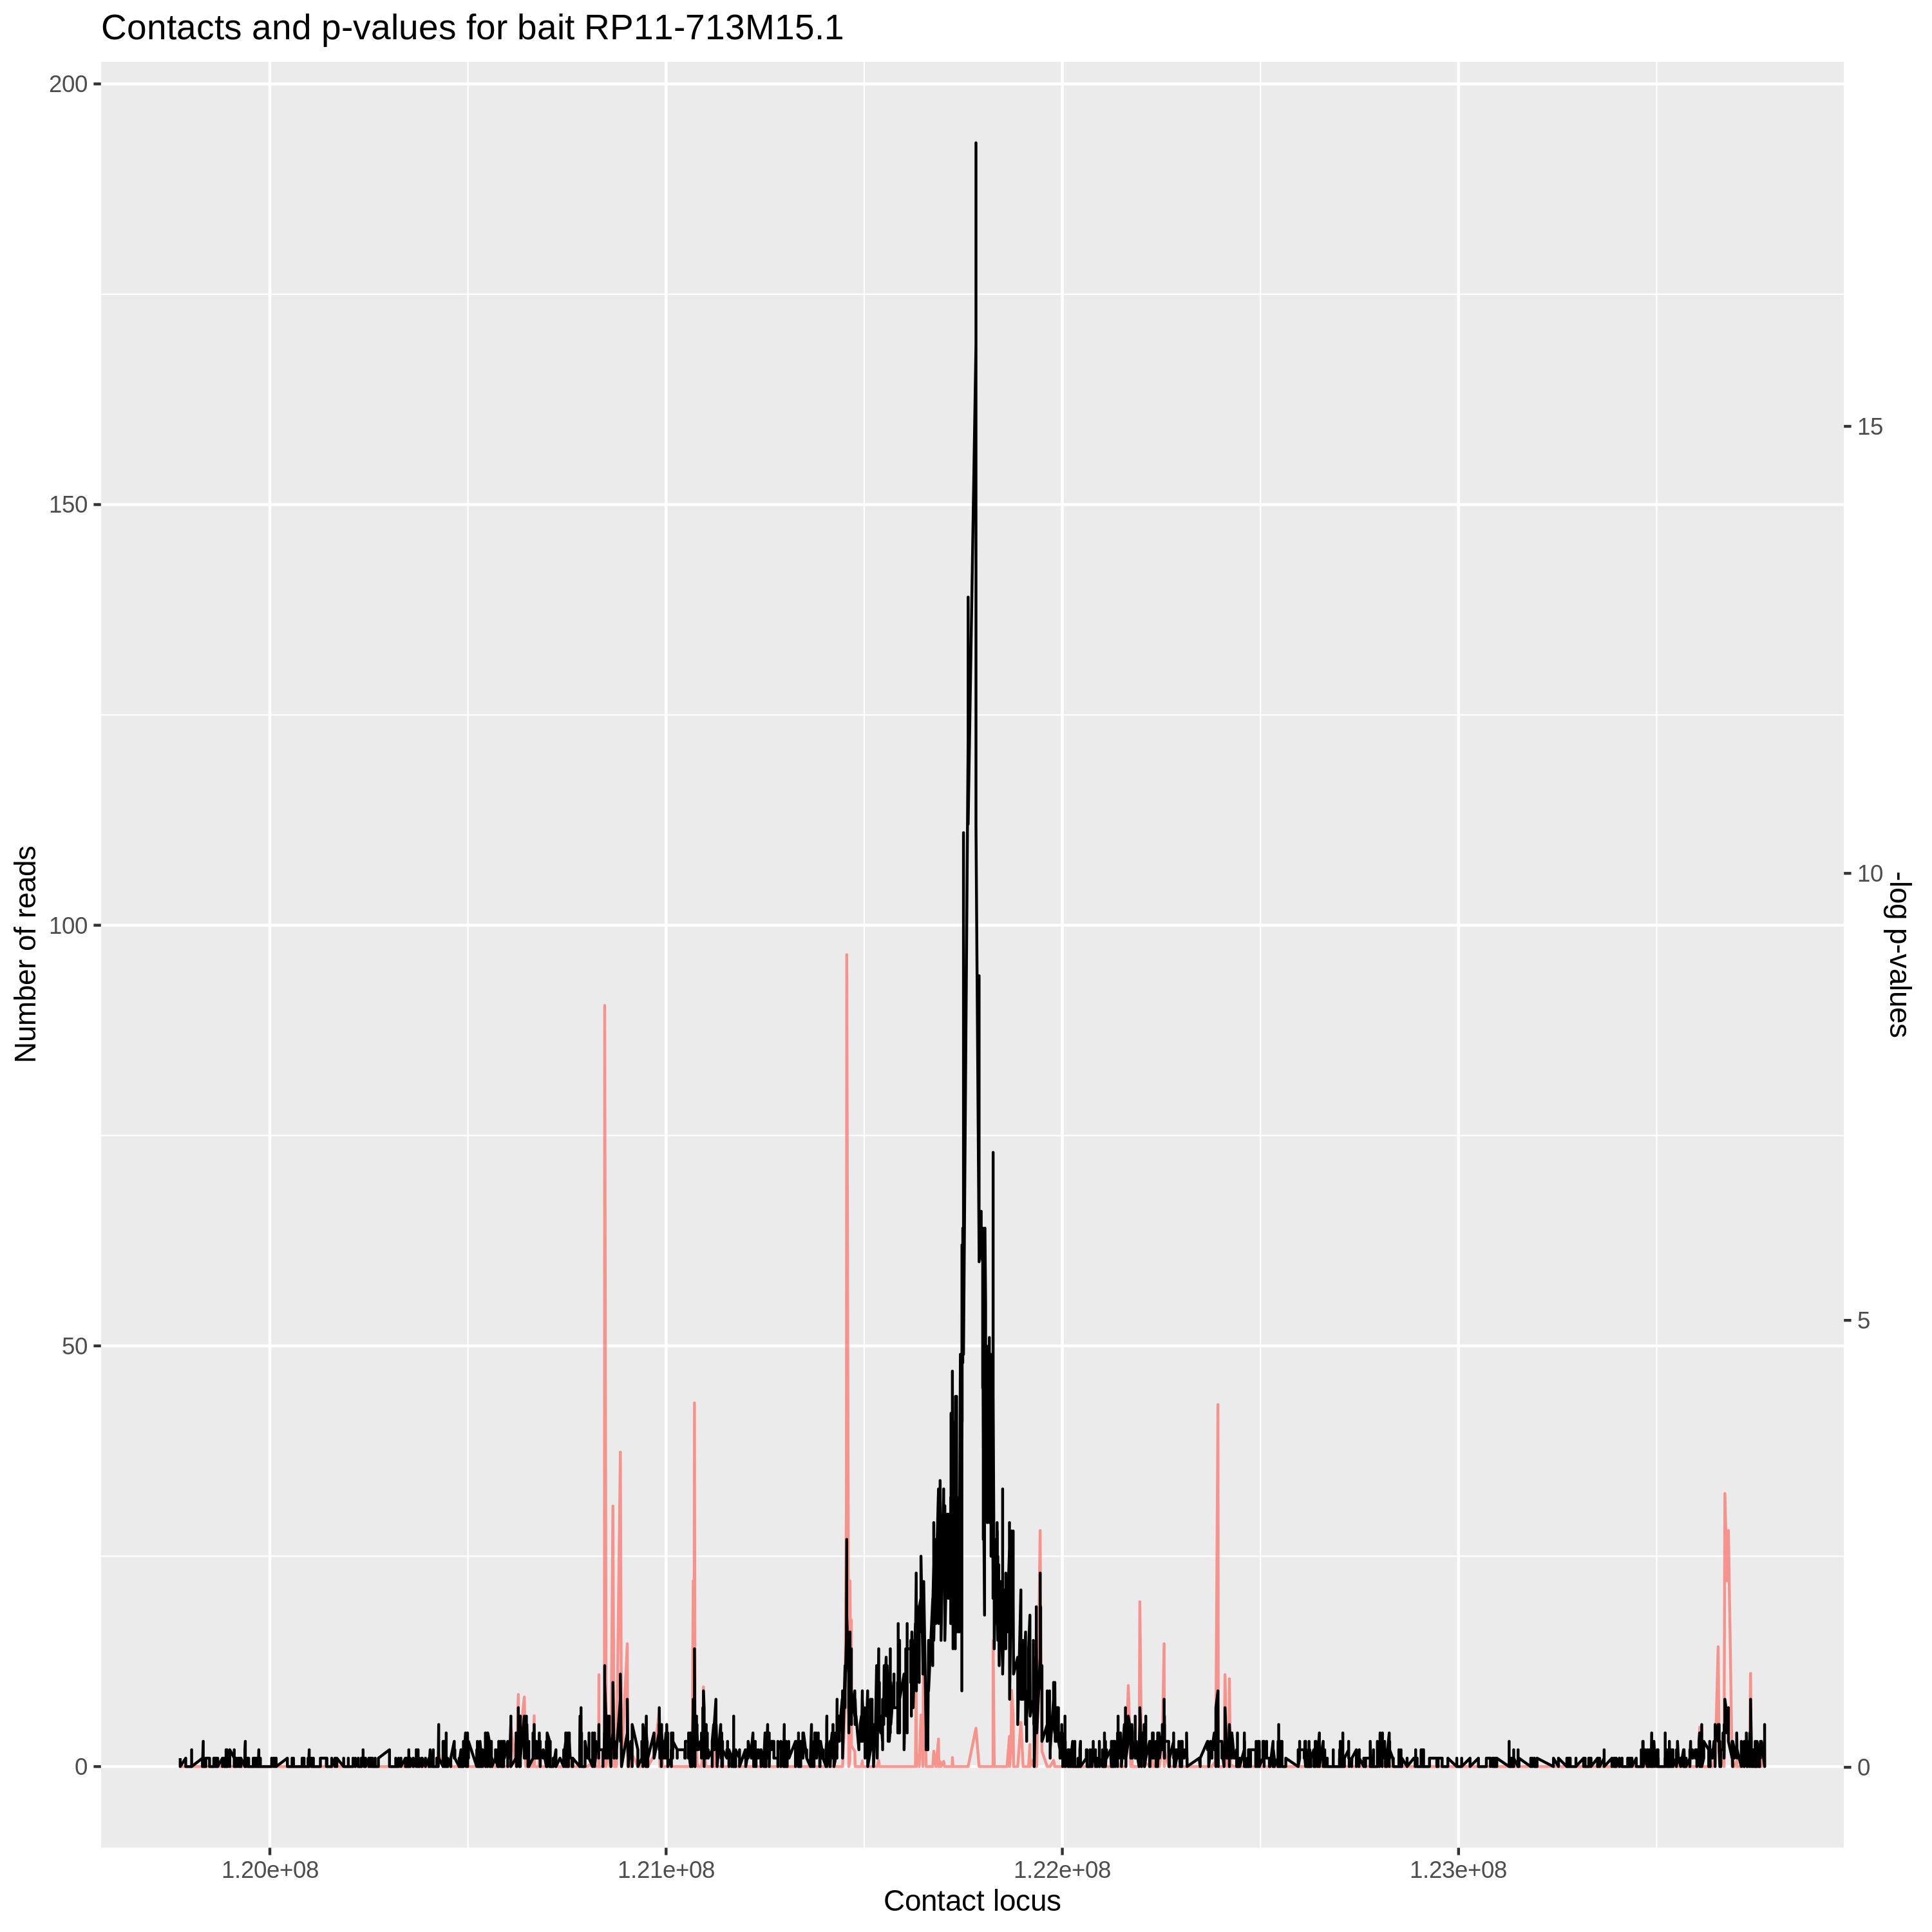 Contacts and p-values for bait RP11-713M15.1
200
150
100
50
0
Number of reads
15
10
5
0
-log p-values
1.20e+08
1.21e+08
1.22e+08
1.23e+08
Contact locus